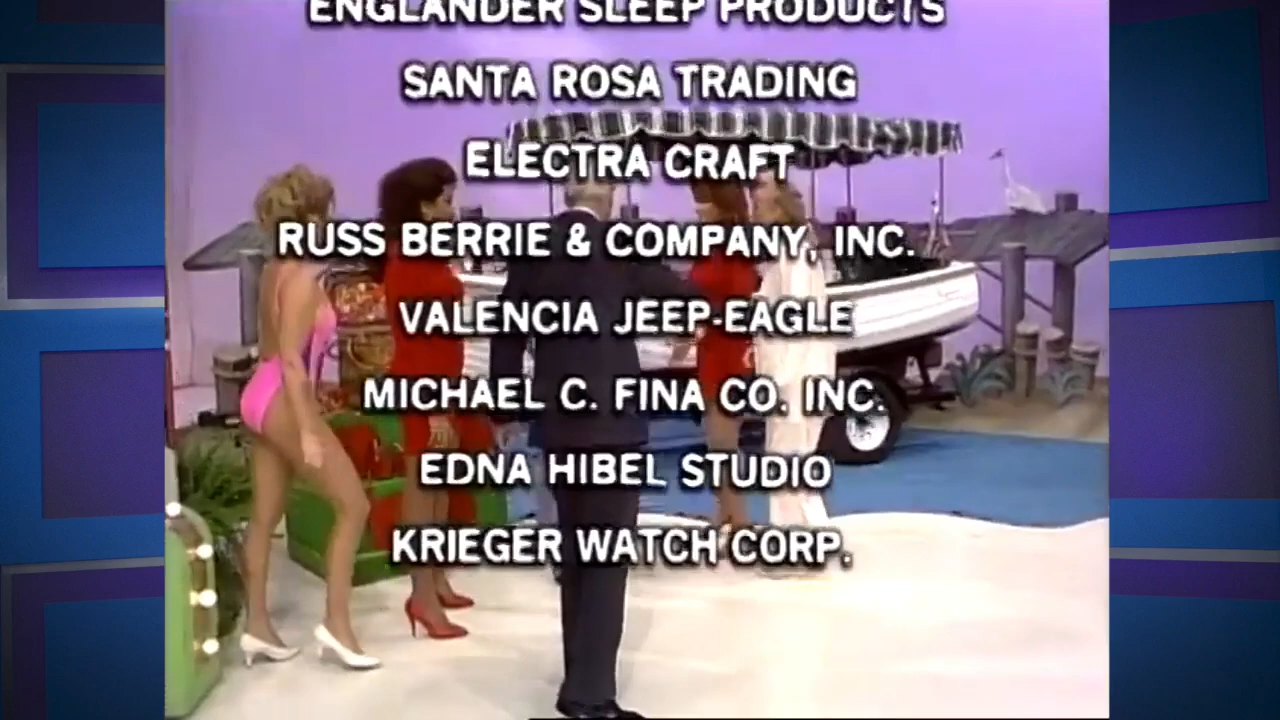 ENGLANDER SLEEP PRODUCTS
SANTA ROSA TRADING
ELECTRA CRAFT
RUSS BERRIE & COMPANY, INC.
VALENCIA JEEP-EAGLE
MICHAEL C. FINA CO. INC.
EDNA HIBEL STUDIO
KRIEGER WATCH CORP.